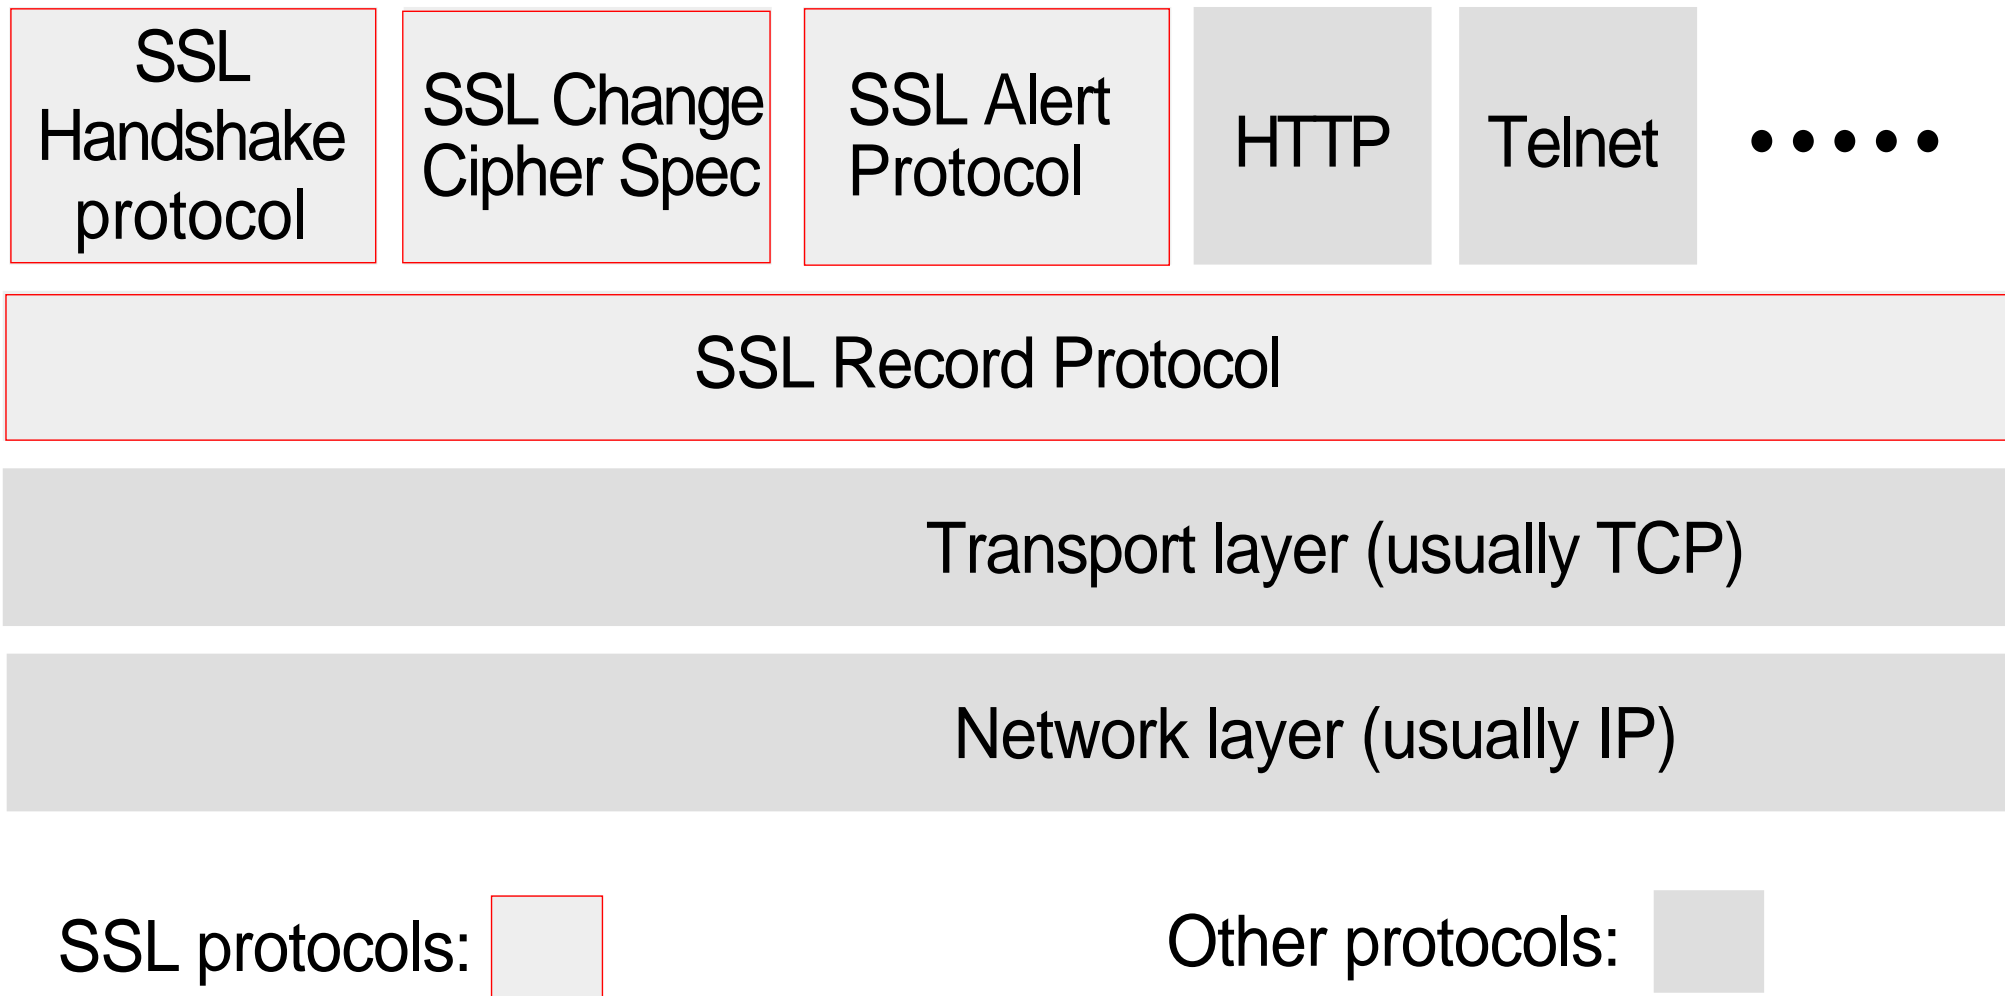 SSL
Handshake
protocol
SSL Change
Cipher Spec
SSL Alert
Protocol
HTTP
Telnet
•••••
SSL Record Protocol
Transport layer (usually TCP)
Network layer (usually IP)
SSL protocols:
Other protocols: